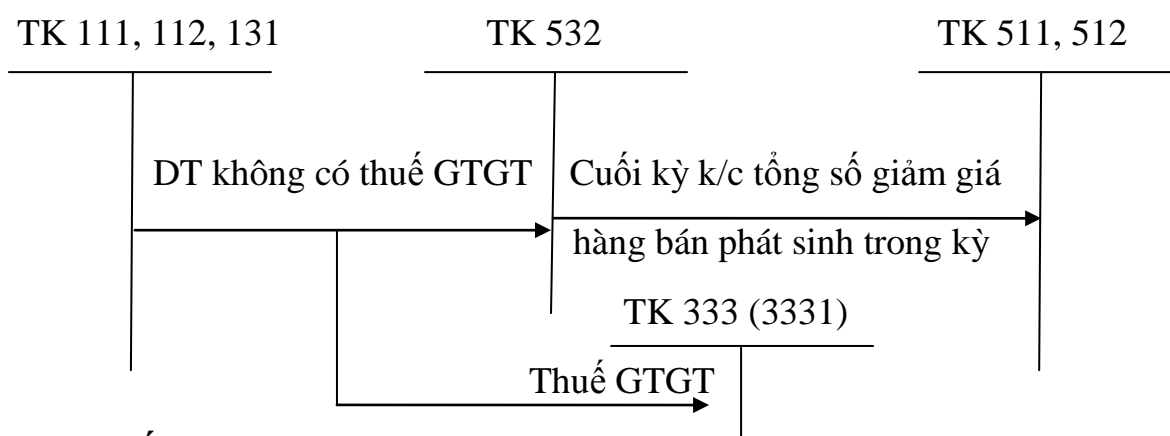 TK 111, 112, 131
TK 532
TK 511, 512
DT không có thuế GTGT
Cuối kỳ k/c tổng số giảm giá
hàng bán phát sinh trong kỳ
TK 333 (3331)
Thuế GTGT